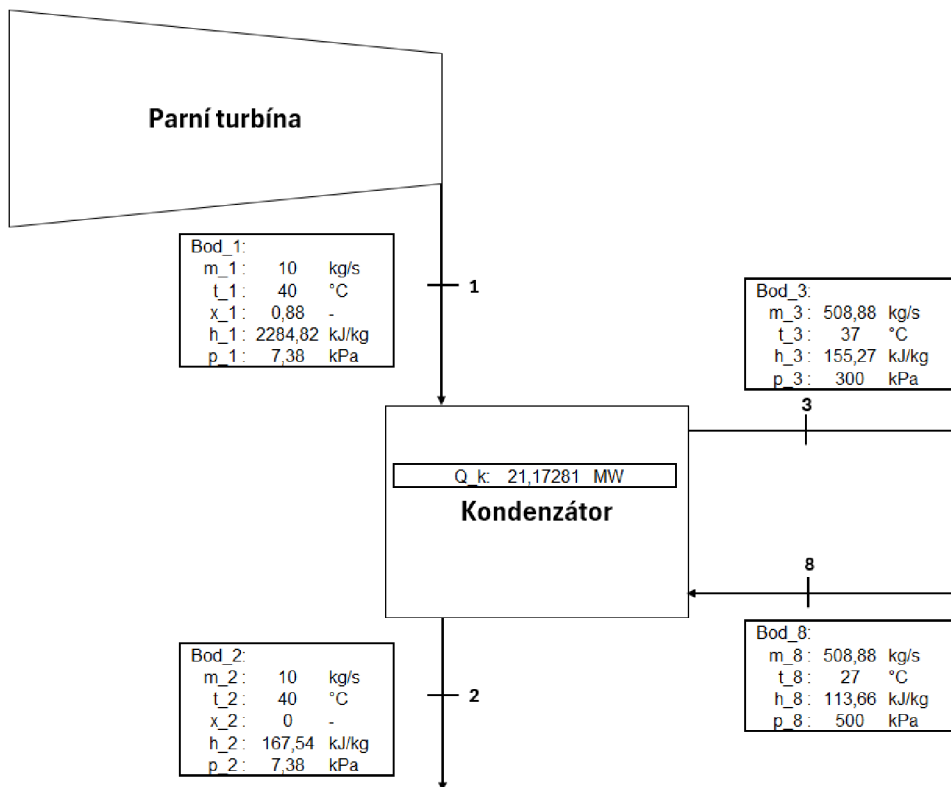 Parní turbína
Bod_1:
m_1 : 10 kg/s
t_1 : 40 °C
x_1 : 0,88 -
h_1 : 2284,82 kJ/kg
p_1 : 7,38 kPa
1
Bod_3:
m_3 : 508,88 kg/s
t_3 : 37 °C
h_3 : 155,27 kJ/kg
p_3 : 300 kPa
3
Q_k: 21,17281 MW
Kondenzátor
8
Bod_2:
m_2 : 10 kg/s
t_2 : 40 °C
x_2 : 0 -
h_2 : 167,54 kJ/kg
p_2 : 7,38 kPa
2
Bod_8:
m_8 : 508,88 kg/s
t_8 : 27 °C
h_8 : 113,66 kJ/kg
p_8 : 500 kPa